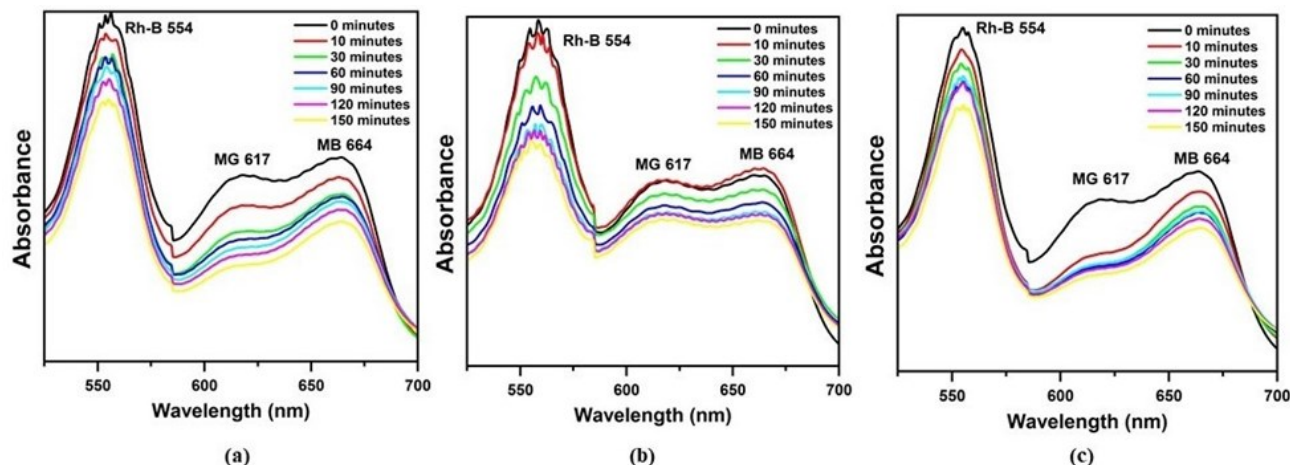 Rh-B 554
0 minutes
10 minutes
30 minutes
60 minutes
90 minutes
120 minutes
150 minutes
MG 617
MB 664
Absorbance
550
600
650
700
Wavelength (nm)
(a)
Rh-B 554
0 minutes
10 minutes
30 minutes
60 minutes
90 minutes
120 minutes
150 minutes
MG 617
MB 664
Absorbance
550
600
650
700
Wavelength (nm)
(b)
Rh-B 554
0 minutes
10 minutes
30 minutes
60 minutes
90 minutes
120 minutes
150 minutes
MG 617
MB 664
Absorbance
550
600
650
700
Wavelength (nm)
(c)